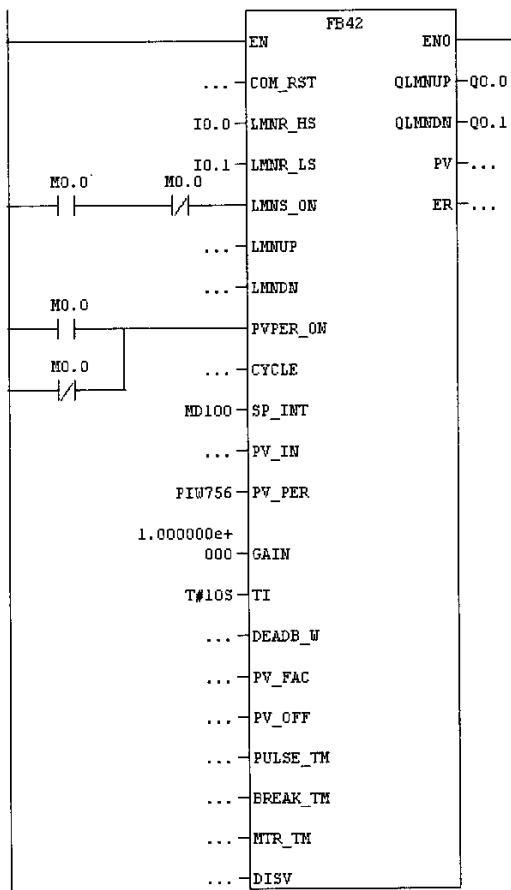 FB42
EN ENO
... COM_RST QLMNUP Q0.0
I0.0 LMNR_HS QLMNDN Q0.1
I0.1 LMNR_LS PV ...
M0.0 M0.0
LMNS_ON ER ...
... LMNUP
... LMNDN
M0.0
PVPER_ON
M0.0
... CYCLE
MD100 SP_INT
... PV_IN
PIW756 PV_PER
1.000000e+
000 GAIN
T#10S TI
... DEADB_W
... PV_FAC
... PV_OFF
... PULSE_TM
... BREAK_TM
... MTR_TM
... DISV